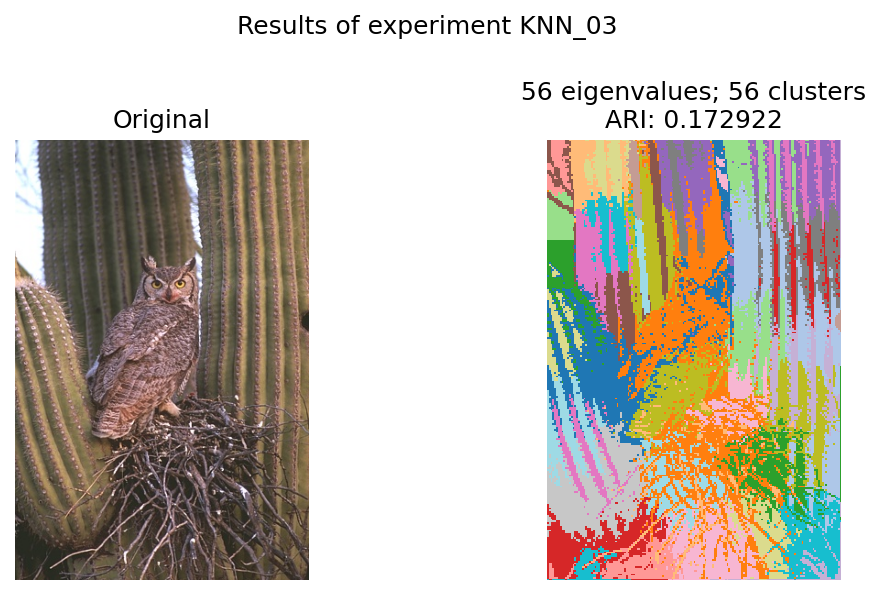 Results of experiment KNN_03
Original
56 eigenvalues; 56 clusters
ARI: 0.172922